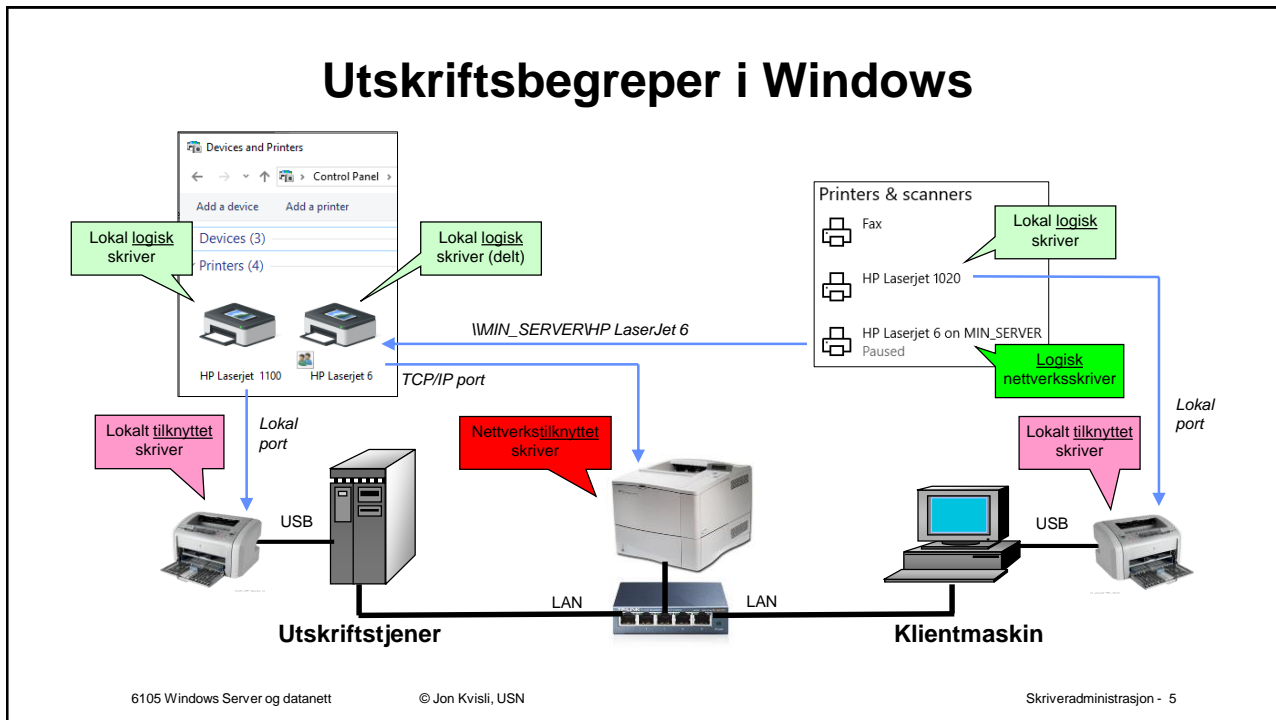 Utskriftsbegreper i Windows
Devices and Printers
Control Panel
Add a device Add a printer
Devices (3)
Printers (4)
Lokal logisk
skriver
Lokal logisk
skriver (delt)
HP Laserjet 1100
HP Laserjet 6
Printers & scanners
Fax
HP Laserjet 1020
HP Laserjet 6 on MIN_SERVER
Paused
Lokal logisk
skriver
Logisk
nettverksskriver
\\MIN_SERVER\HP LaserJet 6
TCP/IP port
Lokal
port
Lokal
port
Lokalt tilknyttet
skriver
Nettverkstilknyttet
skriver
Lokalt tilknyttet
skriver
USB
USB
LAN
LAN
Utskriftstjener
Klientmaskin
6105 Windows Server og datanett
© Jon Kvisli, USN
Skriveradministrasjon - 5